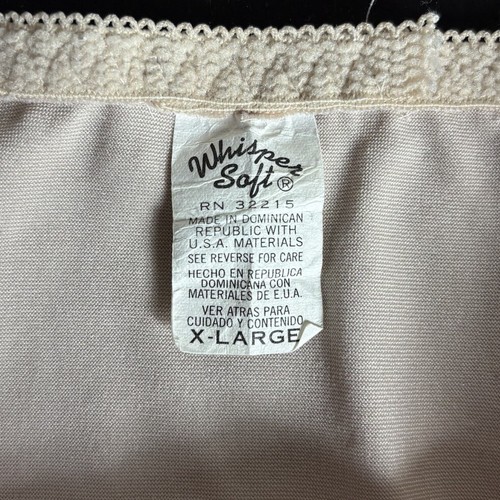 Whisper
Soft®
RN 32215
MADE IN DOMINICAN
REPUBLIC WITH
U.S.A. MATERIALS
SEE REVERSE FOR CARE
HECHO EN REPUBLICA
DOMINICANA CON
MATERIALES DE E.U.A.
VER ATRAS PARA
CUIDADO Y CONTENIDO
X-LARGE